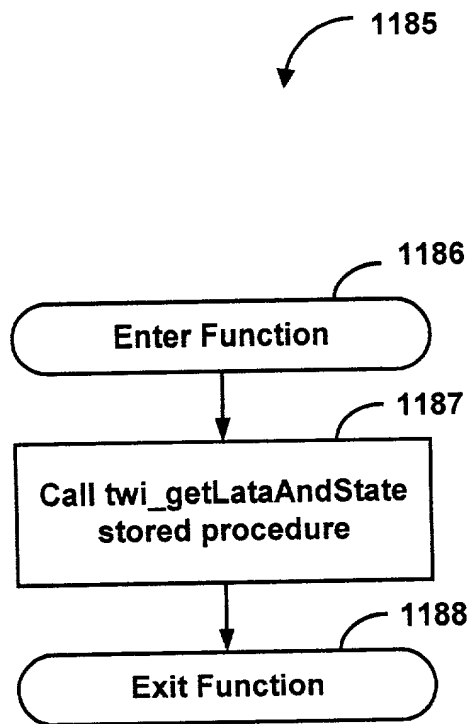 1185
1186
Enter Function
1187
Call twi_getLataAndState
stored procedure
1188
Exit Function